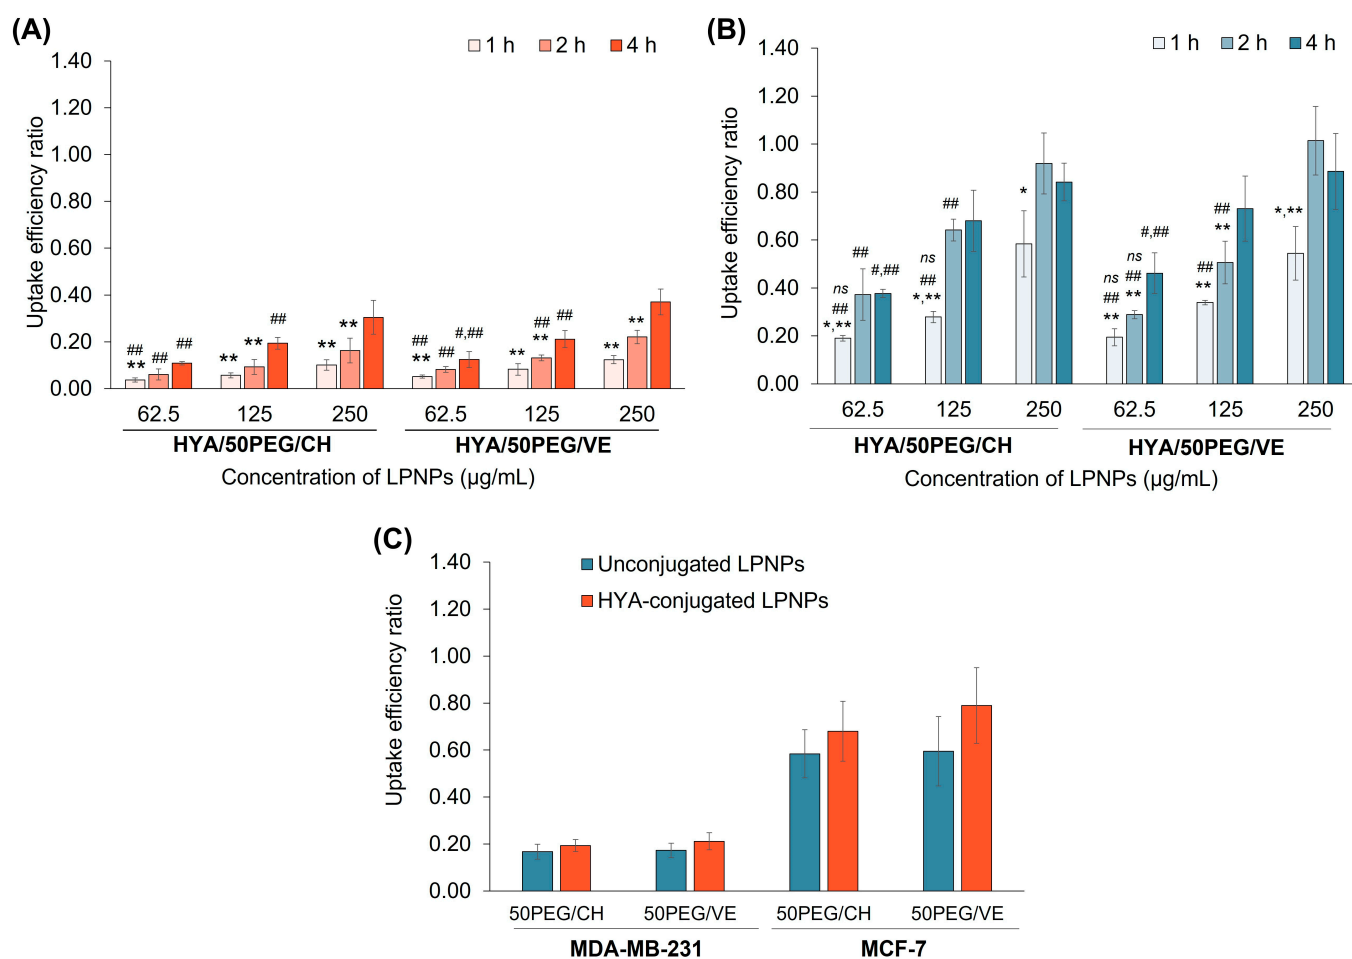 (A)
1 h 2 h 4 h
Uptake efficiency ratio
1.40
1.20
1.00
0.80
0.60
0.40
0.20
0.00
## ** ## ## ** ** ## ** ** ## ** ## #,## ** ## ** ## ** **
62.5 125 250 62.5 125 250
HYA/50PEG/CH HYA/50PEG/VE
Concentration of LPNPs (µg/mL)
(B)
1 h 2 h 4 h
Uptake efficiency ratio
1.40
1.20
1.00
0.80
0.60
0.40
0.20
0.00
ns ## *,** ## #,## ns ## *,** ## * ns ## ** ns ## ** #,## ## ** ## ** *,**
62.5 125 250 62.5 125 250
HYA/50PEG/CH HYA/50PEG/VE
Concentration of LPNPs (µg/mL)
(C)
Unconjugated LPNPs
HYA-conjugated LPNPs
Uptake efficiency ratio
1.40
1.20
1.00
0.80
0.60
0.40
0.20
0.00
50PEG/CH 50PEG/VE 50PEG/CH 50PEG/VE
MDA-MB-231 MCF-7